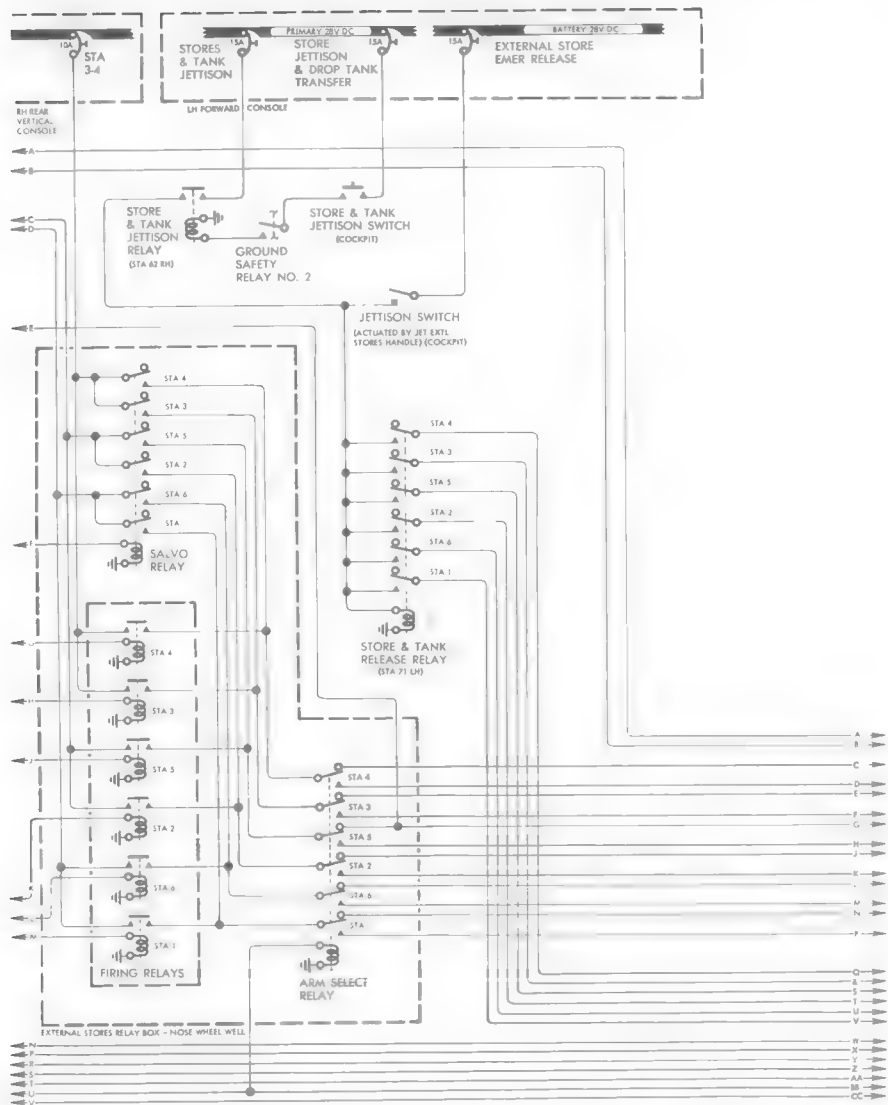 PRIMARY 28V DC
BATTERY 28V DC
10A
STA
3-4
STORES
& TANK
JETTISON
15A
STORE
JETTISON
& DROP TANK
TRANSFER
15A
15A
EXTERNAL STORE
EMER RELEASE
RH REAR
VERTICAL
CONSOLE
LH FORWARD CONSOLE
A
B
C
D
STORE
& TANK
JETTISON
RELAY
(STA 62 RH)
GROUND
SAFETY
RELAY NO. 2
STORE & TANK
JETTISON SWITCH
(COCKPIT)
JETTISON SWITCH
(ACTUATED BY JET EXTL
STORES HANDLE) (COCKPIT)
E
STA 4
STA 3
STA 5
STA 2
STA 6
STA
F
SALVO
RELAY
STA 4
STA 3
STA 5
STA 2
STA 6
STA 1
STORE & TANK
RELEASE RELAY
(STA 71 LH)
STA 4
H
STA 3
J
STA 5
STA 2
K
STA 6
M
STA 1
FIRING RELAYS
STA 4
STA 3
STA 5
STA 2
STA 6
STA
ARM SELECT
RELAY
EXTERNAL STORES RELAY BOX - NOSE WHEEL WELL
A
B
C
D
E
F
G
H
J
K
M
N
P
Q
&
S
T
U
V
N
P
R
S
T
U
V
W
X
Y
Z
AA
BB
CC